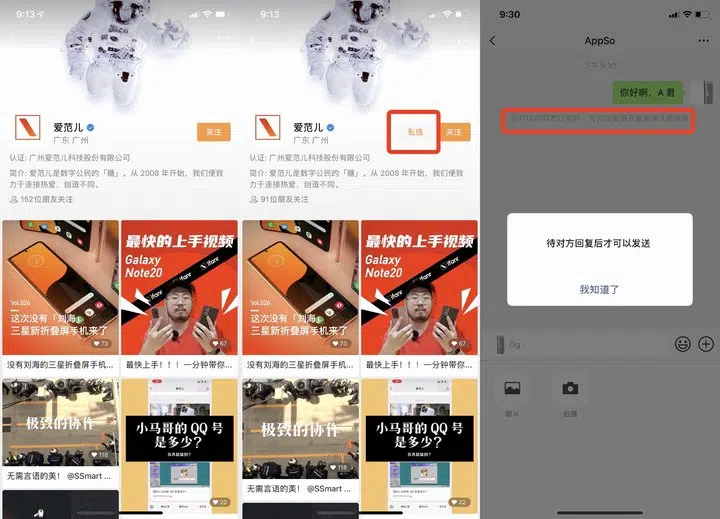 9:13
爱范儿
广东 广州
关注
认证: 广州爱范儿科技股份有限公司
简介: 爱范儿是数字公民的「糖」。从 2008 年开始，我们便致
力于连接热爱，创造不同。
152位朋友关注
Vol.026
这次没有「刘海」
三星新折叠屏手机来了
73
没有刘海的三星折叠屏手机...
最快的上手视频
Galaxy
Note20
ifanr
67
最快上手！！！一分钟带你...
极致的协作
118
无需言语的美！ @SSmart ...
爱范儿
小马哥的 QQ 号
是多少？
22
9:13
爱范儿
广东 广州
私信
关注
认证: 广州爱范儿科技股份有限公司
简介: 爱范儿是数字公民的「糖」。从 2008 年开始，我们便致
力于连接热爱，创造不同。
91位朋友关注
Vol.026
这次没有「刘海」
三星新折叠屏手机来了
73
没有刘海的三星折叠屏手机...
最快的上手视频
Galaxy
Note20
ifanr
67
最快上手！！！一分钟带你...
极致的协作
118
无需言语的美！ @SSmart ...
爱范儿
小马哥的 QQ 号
是多少？
22
9:30
AppSo
下午 9:30
你好啊，A 君
待对方回复后才可以发送
我知道了
照片
拍摄